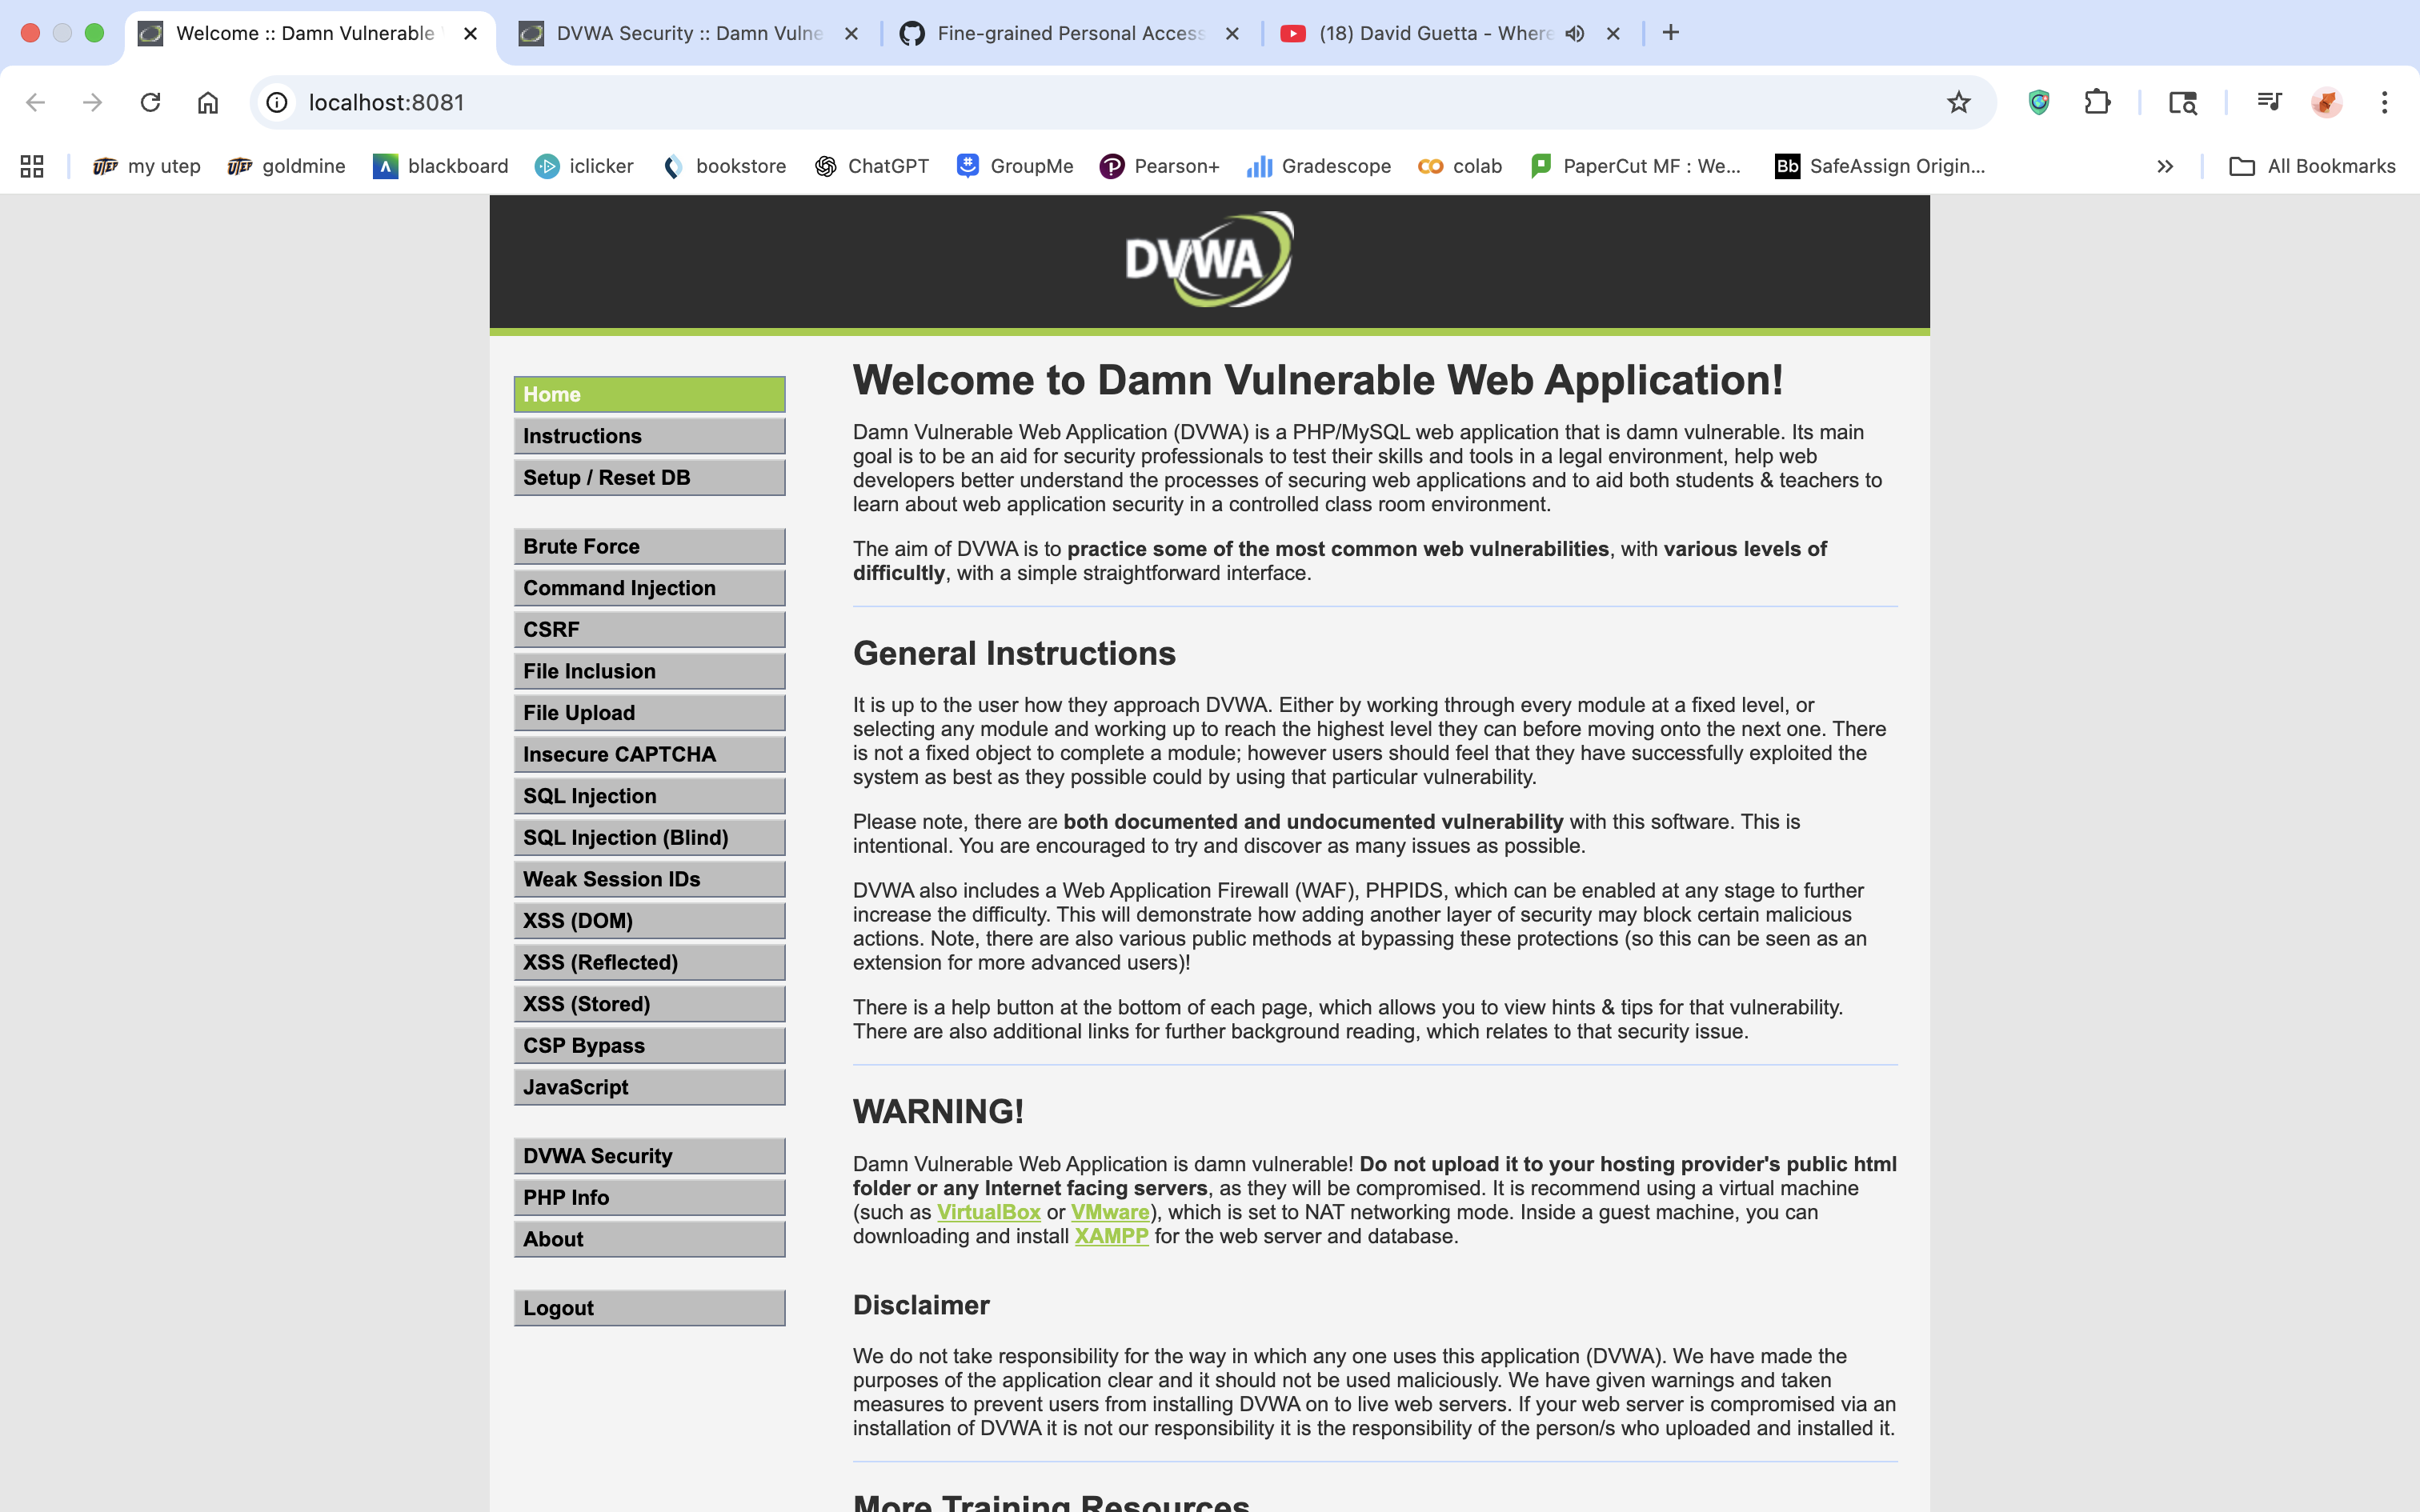 Welcome :: Damn Vulnerable
DVWA Security :: Damn Vulne
Fine-grained Personal Access
(18) David Guetta - Where
localhost:8081
my utep
goldmine
blackboard
iclicker
bookstore
ChatGPT
GroupMe
Pearson+
Gradescope
colab
PaperCut MF : We...
Bb SafeAssign Origin...
All Bookmarks
DVWA
Home
Instructions
Setup / Reset DB
Brute Force
Command Injection
CSRF
File Inclusion
File Upload
Insecure CAPTCHA
SQL Injection
SQL Injection (Blind)
Weak Session IDs
XSS (DOM)
XSS (Reflected)
XSS (Stored)
CSP Bypass
JavaScript
DVWA Security
PHP Info
About
Logout
Welcome to Damn Vulnerable Web Application!
Damn Vulnerable Web Application (DVWA) is a PHP/MySQL web application that is damn vulnerable. Its main
goal is to be an aid for security professionals to test their skills and tools in a legal environment, help web
developers better understand the processes of securing web applications and to aid both students & teachers to
learn about web application security in a controlled class room environment.
The aim of DVWA is to practice some of the most common web vulnerabilities, with various levels of
difficultly, with a simple straightforward interface.
General Instructions
It is up to the user how they approach DVWA. Either by working through every module at a fixed level, or
selecting any module and working up to reach the highest level they can before moving onto the next one. There
is not a fixed object to complete a module; however users should feel that they have successfully exploited the
system as best as they possible could by using that particular vulnerability.
Please note, there are both documented and undocumented vulnerability with this software. This is
intentional. You are encouraged to try and discover as many issues as possible.
DVWA also includes a Web Application Firewall (WAF), PHPIDS, which can be enabled at any stage to further
increase the difficulty. This will demonstrate how adding another layer of security may block certain malicious
actions. Note, there are also various public methods at bypassing these protections (so this can be seen as an
extension for more advanced users)!
There is a help button at the bottom of each page, which allows you to view hints & tips for that vulnerability.
There are also additional links for further background reading, which relates to that security issue.
WARNING!
Damn Vulnerable Web Application is damn vulnerable! Do not upload it to your hosting provider's public html
folder or any Internet facing servers, as they will be compromised. It is recommend using a virtual machine
(such as VirtualBox or VMware), which is set to NAT networking mode. Inside a guest machine, you can
downloading and install XAMPP for the web server and database.
Disclaimer
We do not take responsibility for the way in which any one uses this application (DVWA). We have made the
purposes of the application clear and it should not be used maliciously. We have given warnings and taken
measures to prevent users from installing DVWA on to live web servers. If your web server is compromised via an
installation of DVWA it is not our responsibility it is the responsibility of the person/s who uploaded and installed it.
More Training Resources